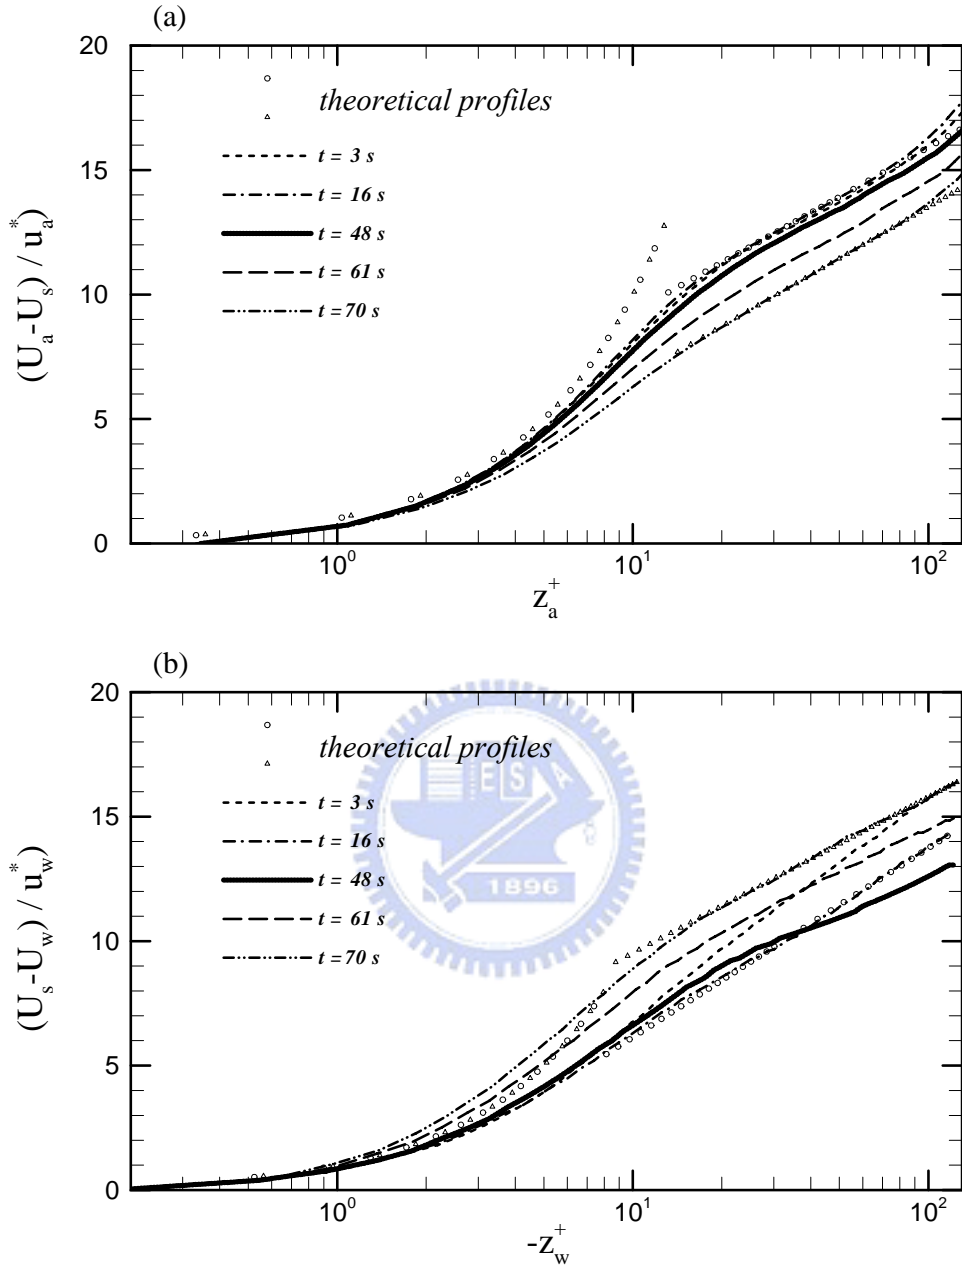 (a)
20
15
10
5
0
(U_a-U_s) / u_a^*
theoretical profiles
t = 3 s
t = 16 s
t = 48 s
t = 61 s
t = 70 s
10^0 10^1 10^2
z_a^+
(b)
20
15
10
5
0
(U_s-U_w) / u_w^*
theoretical profiles
t = 3 s
t = 16 s
t = 48 s
t = 61 s
t = 70 s
E S A
1896
10^0 10^1 10^2
-z_w^+